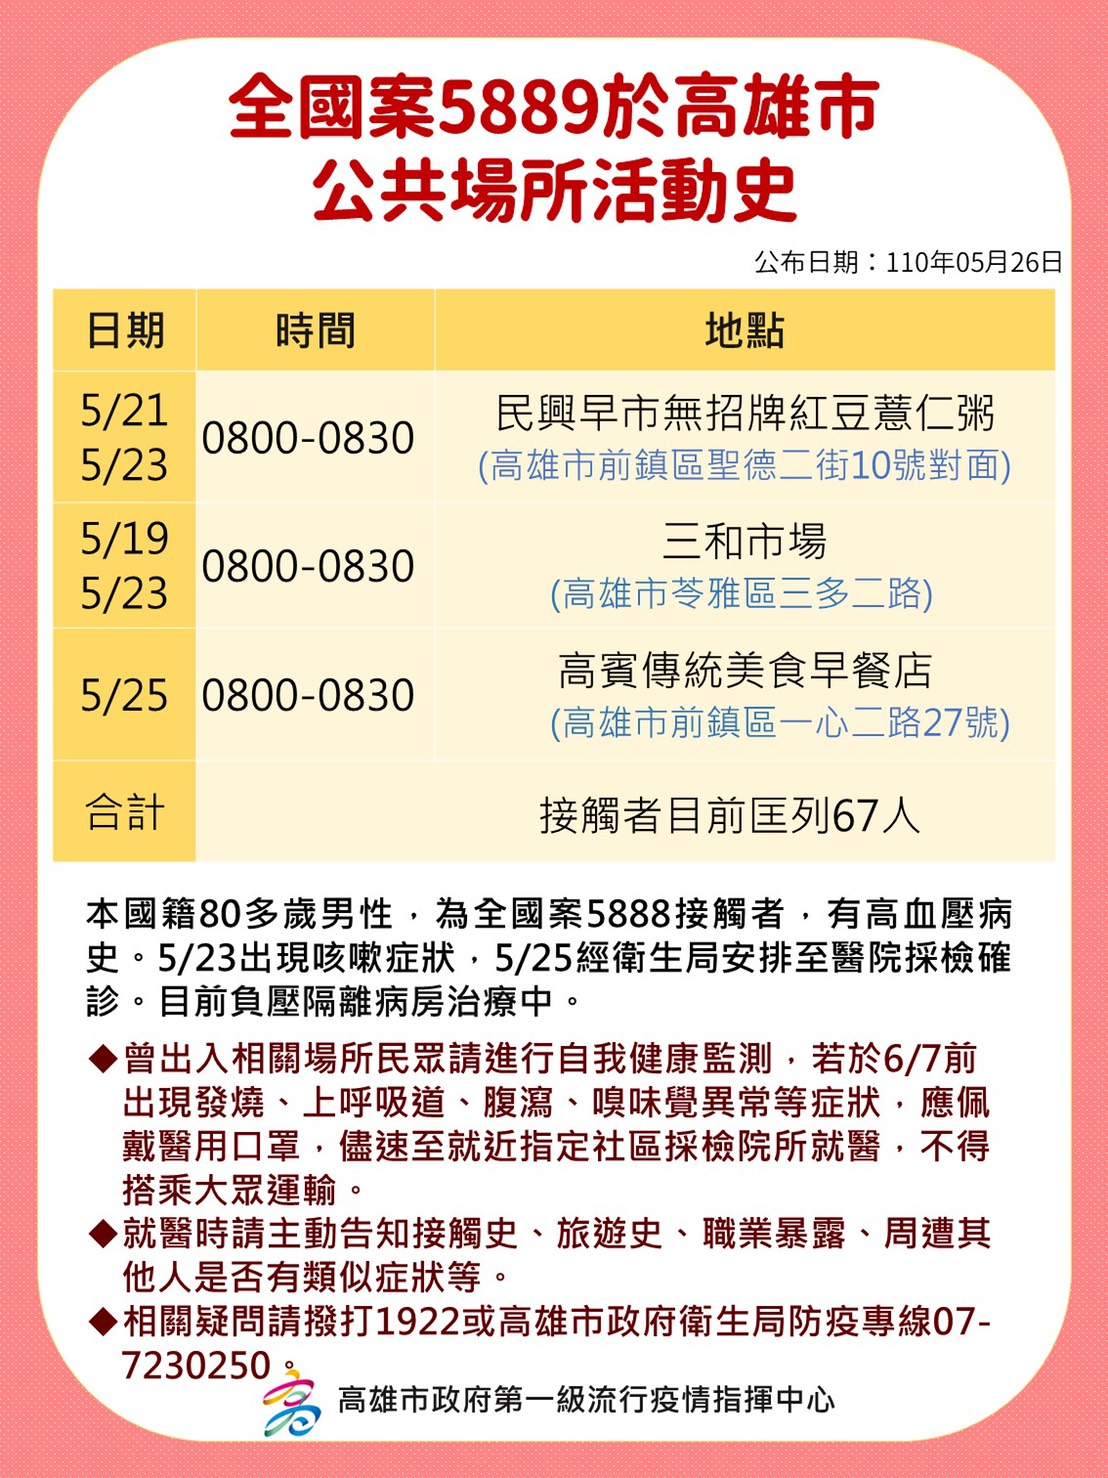 全國案5889於高雄市
公共場所活動史
公布日期：110年05月26日
日期 時間 地點
5/21
5/23
0800-0830
民興早市無招牌紅豆薏仁粥
(高雄市前鎮區聖德二街10號對面)
5/19
5/23
0800-0830
三和市場
(高雄市苓雅區三多二路)
5/25
0800-0830
高賓傳統美食早餐店
(高雄市前鎮區一心二路27號)
合計
接觸者目前匡列67人
本國籍80多歲男性，為全國案5888接觸者，有高血壓病
史。5/23出現咳嗽症狀，5/25經衛生局安排至醫院採檢確
診。目前負壓隔離病房治療中。
◆曾出入相關場所民眾請進行自我健康監測，若於6/7前
出現發燒、上呼吸道、腹瀉、嗅味覺異常等症狀，應佩
戴醫用口罩，儘速至就近指定社區採檢院所就醫，不得
搭乘大眾運輸。
◆就醫時請主動告知接觸史、旅遊史、職業暴露、周遭其
他人是否有類似症狀等。
◆相關疑問請撥打1922或高雄市政府衛生局防疫專線07-
7230250。
高雄市政府第一級流行疫情指揮中心